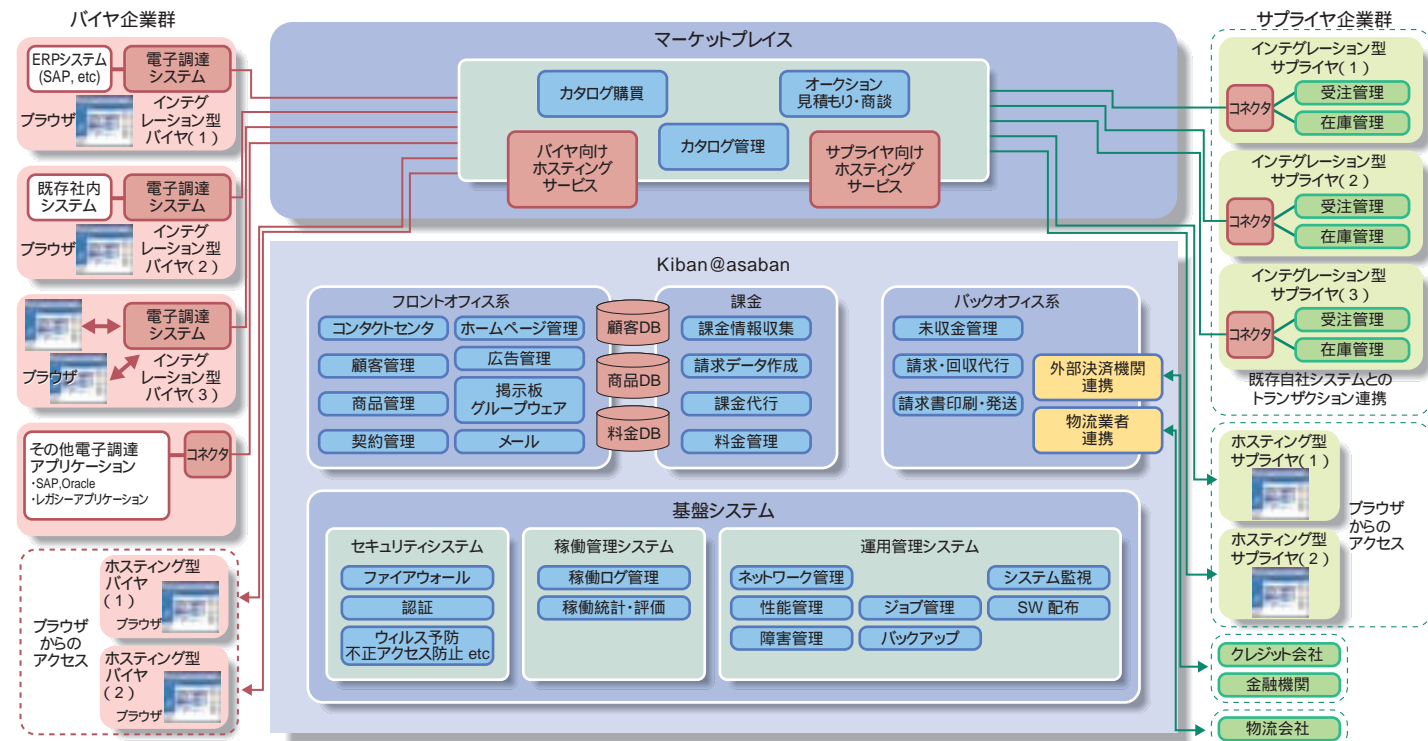 バイヤ企業群
ERPシステム
(SAP, etc)
電子調達
システム
ブラウザ
インテグ
レーション型
バイヤ(1)
既存社内
システム
電子調達
システム
ブラウザ
インテグ
レーション型
バイヤ(2)
電子調達
システム
ブラウザ
インテグ
レーション型
バイヤ(3)
その他電子調達
アプリケーション
・SAP,Oracle
・レガシーアプリケーション
コネクタ
ブラウザ
からの
アクセス
ホスティング型
バイヤ
(1)
ブラウザ
ホスティング型
バイヤ
(2)
ブラウザ
マーケットプレイス
カタログ購買
オークション
見積もり・商談
カタログ管理
バイヤ向け
ホスティング
サービス
サプライヤ向け
ホスティング
サービス
Kiban@asaban
フロントオフィス系
コンタクトセンタ
ホームページ管理
顧客管理
広告管理
商品管理
掲示板
グループウェア
契約管理
メール
顧客DB
商品DB
料金DB
課金
課金情報収集
請求データ作成
課金代行
料金管理
バックオフィス系
未収金管理
請求・回収代行
請求書印刷・発送
外部決済機関
連携
物流業者
連携
基盤システム
セキュリティシステム
ファイアウォール
認証
ウィルス予防
不正アクセス防止 etc
稼働管理システム
稼働ログ管理
稼働統計・評価
運用管理システム
ネットワーク管理
システム監視
性能管理
ジョブ管理
SW 配布
障害管理
バックアップ
サプライヤ企業群
インテグレーション型
サプライヤ(1)
コネクタ
受注管理
在庫管理
インテグレーション型
サプライヤ(2)
コネクタ
受注管理
在庫管理
インテグレーション型
サプライヤ(3)
コネクタ
受注管理
在庫管理
既存自社システムとの
トランザクション連携
ホスティング型
サプライヤ(1)
ホスティング型
サプライヤ(2)
ブラウザ
からの
アクセス
クレジット会社
金融機関
物流会社